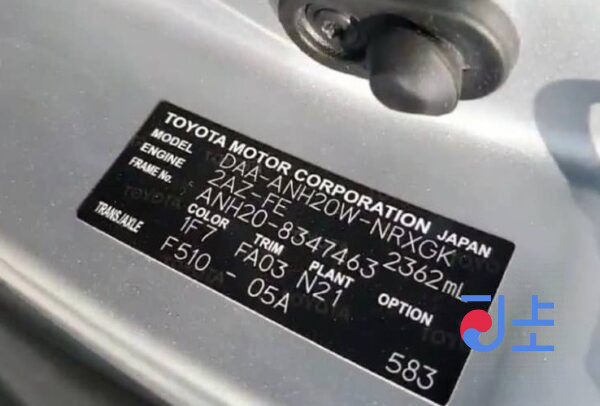 TOYOTA MOTOR CORPORATION JAPAN
MODEL DAA-ANH20W-NRXGK
ENGINE 2AZ-FE 2362mL
FRAME No. ANH20-8347463
COLOR TRIM PLANT OPTION
1F7 FA03 N21
TRANS./AXLE F510 - 05A
583